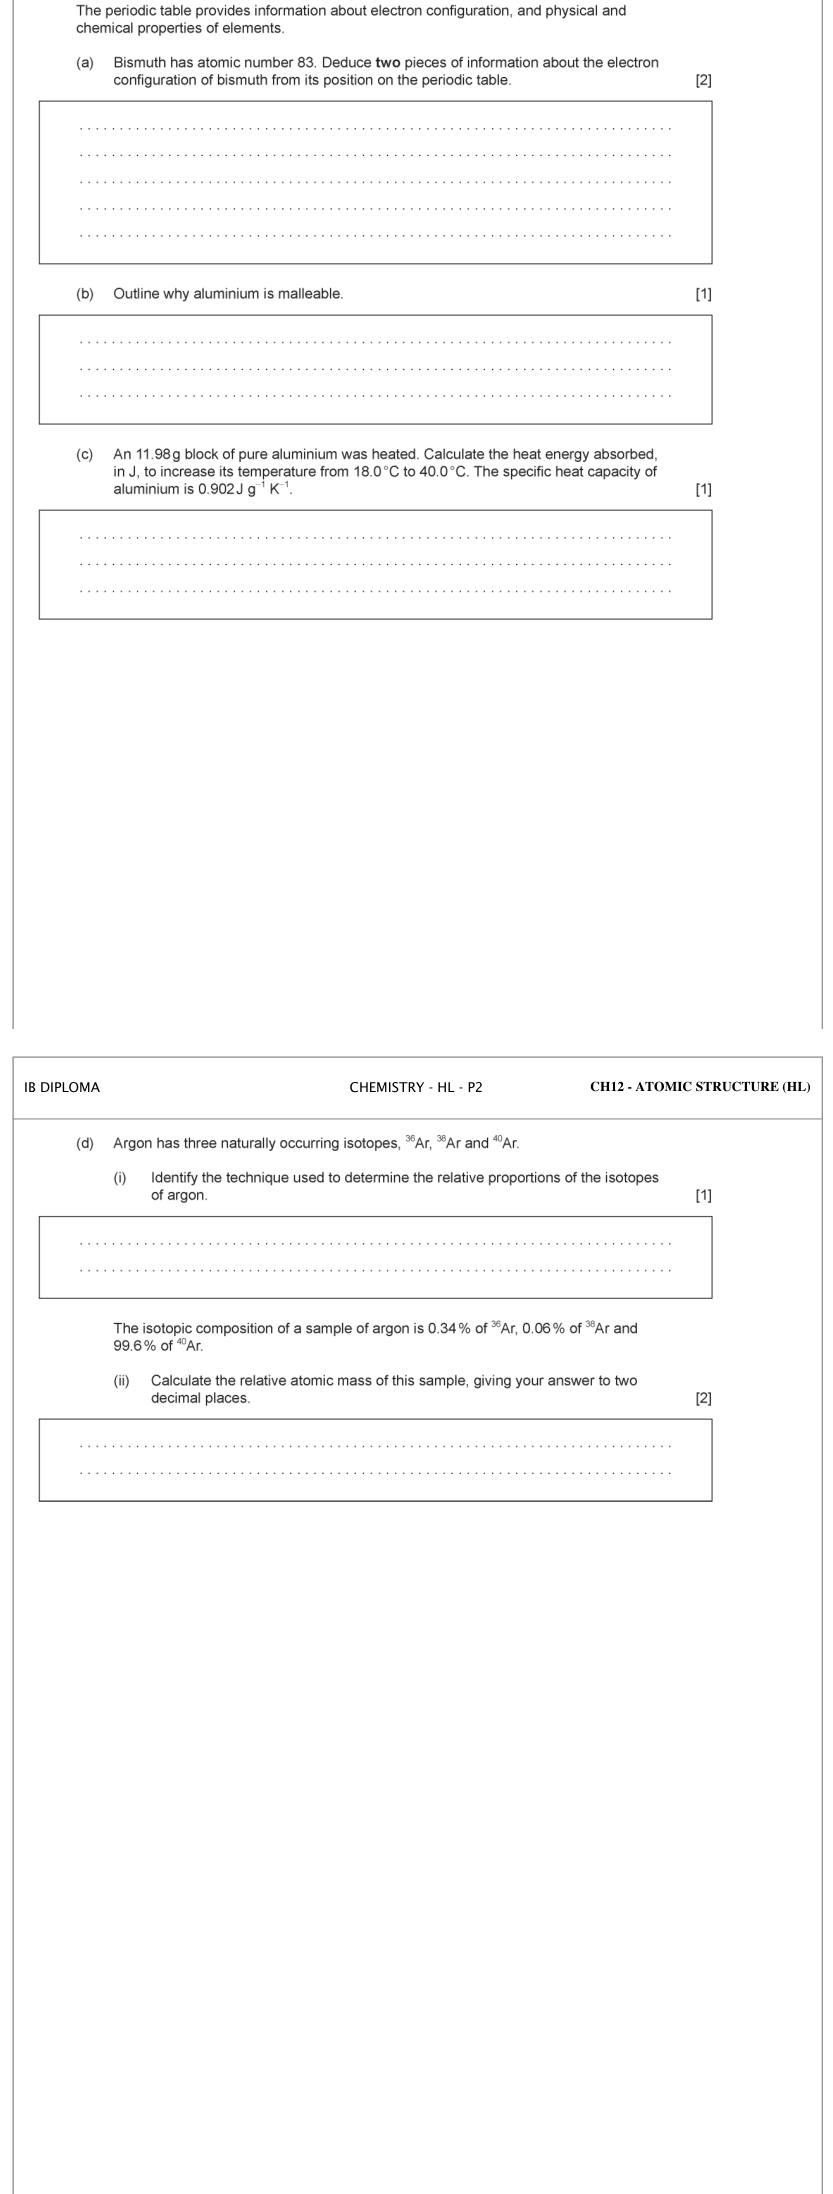 The periodic table provides information about electron configuration, and physical and
chemical properties of elements.
(a) Bismuth has atomic number 83. Deduce two pieces of information about the electron
configuration of bismuth from its position on the periodic table. [2]
(b) Outline why aluminium is malleable. [1]
(c) An 11.98 g block of pure aluminium was heated. Calculate the heat energy absorbed,
in J, to increase its temperature from 18.0 °C to 40.0 °C. The specific heat capacity of
aluminium is 0.902 J g⁻¹ K⁻¹. [1]
IB DIPLOMA CHEMISTRY - HL - P2 CH12 - ATOMIC STRUCTURE (HL)
(d) Argon has three naturally occurring isotopes, ³⁶Ar, ³⁸Ar and ⁴⁰Ar.
(i) Identify the technique used to determine the relative proportions of the isotopes
of argon. [1]
The isotopic composition of a sample of argon is 0.34 % of ³⁶Ar, 0.06 % of ³⁸Ar and
99.6 % of ⁴⁰Ar.
(ii) Calculate the relative atomic mass of this sample, giving your answer to two
decimal places. [2]